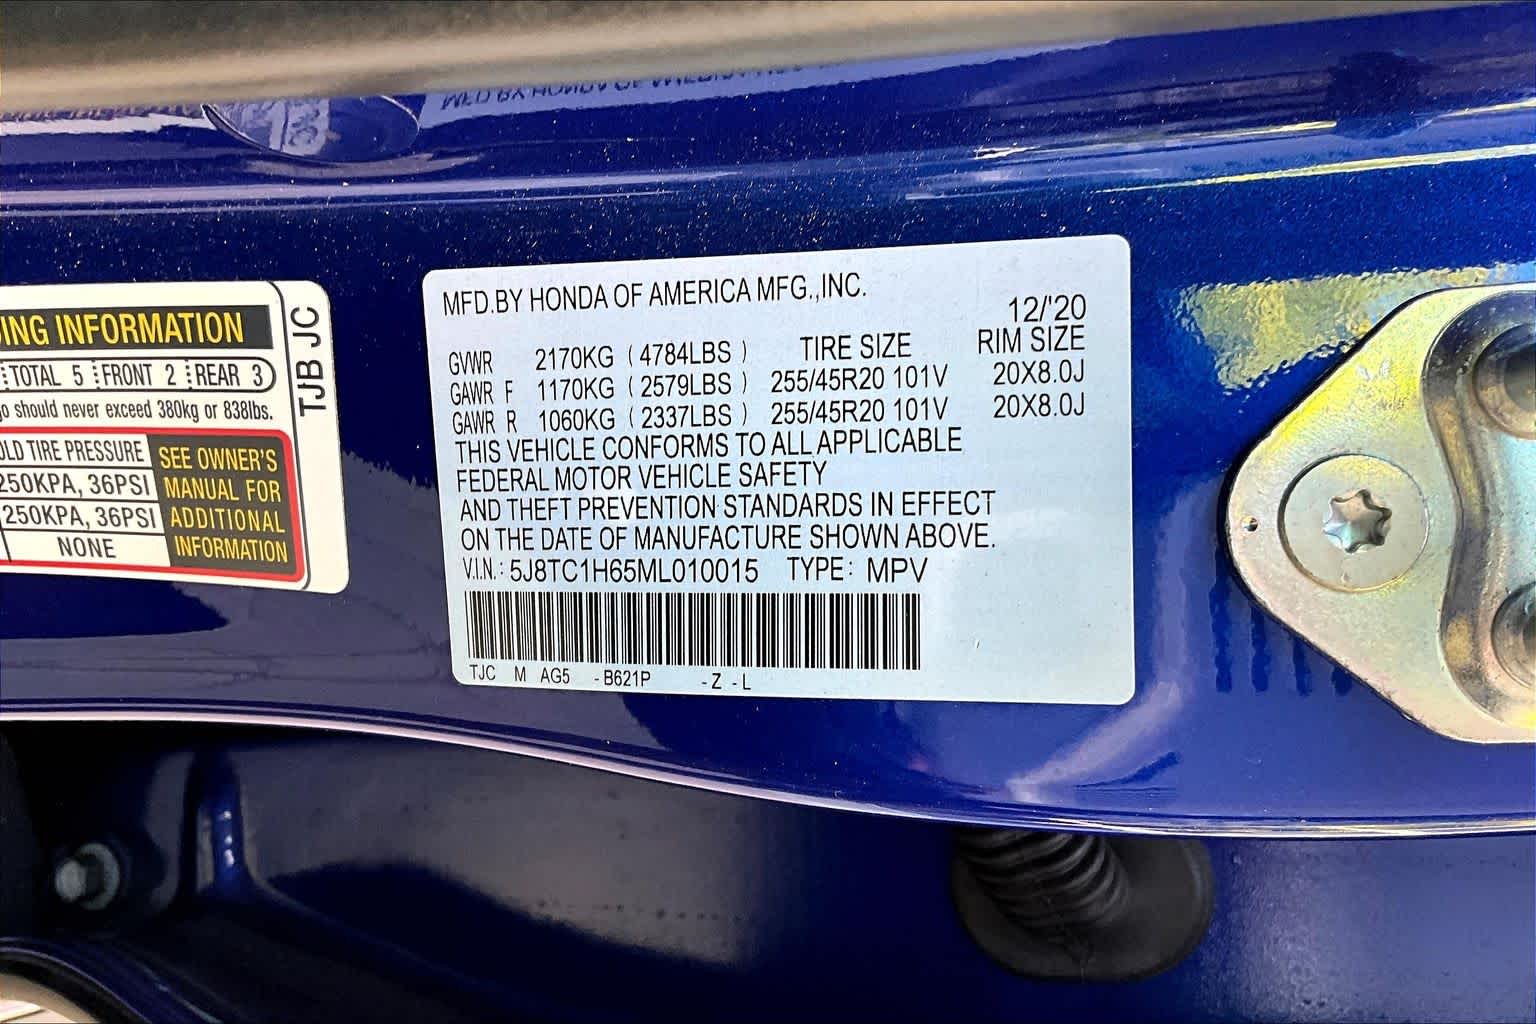 ING INFORMATION
TOTAL 5 FRONT 2 REAR 3
should never exceed 380kg or 838lbs.
TIRE PRESSURE
250KPA, 36PSI
250KPA, 36PSI
NONE
SEE OWNER'S
MANUAL FOR
ADDITIONAL
INFORMATION
TJB JC
MFD.BY HONDA OF AMERICA MFG.,INC.
12/'20
GVWR 2170KG (4784LBS) TIRE SIZE RIM SIZE
GAWR F 1170KG (2579LBS) 255/45R20 101V 20X8.0J
GAWR R 1060KG (2337LBS) 255/45R20 101V 20X8.0J
THIS VEHICLE CONFORMS TO ALL APPLICABLE
FEDERAL MOTOR VEHICLE SAFETY
AND THEFT PREVENTION STANDARDS IN EFFECT
ON THE DATE OF MANUFACTURE SHOWN ABOVE.
V.I.N.: 5J8TC1H65ML010015 TYPE: MPV
TJC M AG5 -B621P -Z -L